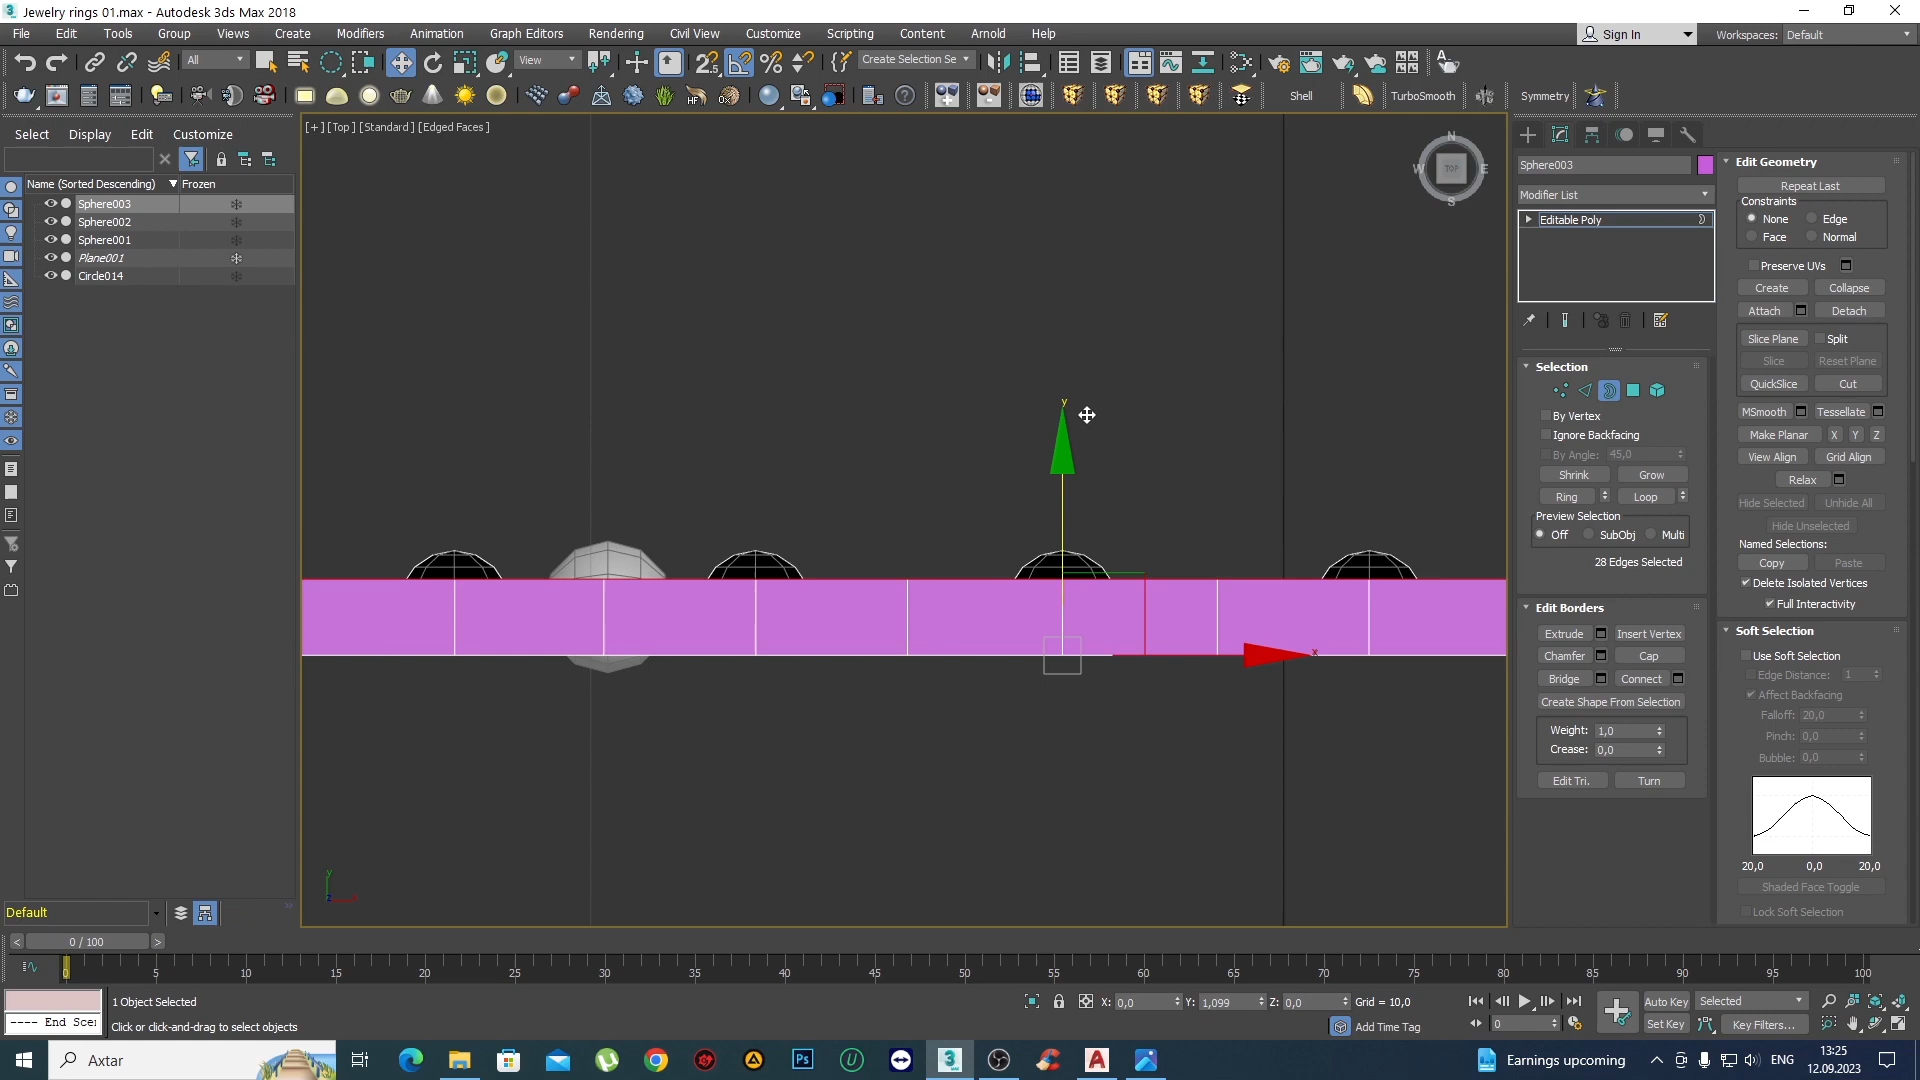 Jewelry rings 01.max - Autodesk 3ds Max 2018
File Edit Tools Group Views Create Modifiers Animation Graph Editors Rendering Civil View Customize Scripting Content Arnold Help
Sign In Workspaces: Default
All View Create Selection Se
Shell TurboSmooth Symmetry
Select Display Edit Customize
Name (Sorted Descending) Frozen
Sphere003
Sphere002
Sphere001
Plane001
Circle014
[+] [Top] [Standard] [Edged Faces]
N
W TOP E
S
y
x
Sphere003
Modifier List
Editable Poly
Selection
By Vertex
Ignore Backfacing
By Angle: 45,0
Shrink Grow
Ring Loop
Preview Selection
Off SubObj Multi
28 Edges Selected
Edit Borders
Extrude Insert Vertex
Chamfer Cap
Bridge Connect
Create Shape From Selection
Weight: 1,0
Crease: 0,0
Edit Tri. Turn
Edit Geometry
Repeat Last
Constraints
None Edge
Face Normal
Preserve UVs
Create Collapse
Attach Detach
Slice Plane Split
Slice Reset Plane
QuickSlice Cut
MSmooth Tessellate
Make Planar X Y Z
View Align Grid Align
Relax
Hide Selected Unhide All
Hide Unselected
Named Selections:
Copy Paste
Delete Isolated Vertices
Full Interactivity
Soft Selection
Use Soft Selection
Edge Distance: 1
Affect Backfacing
Falloff: 20,0
Pinch: 0,0
Bubble: 0,0
20,0 0,0 20,0
Shaded Face Toggle
Lock Soft Selection
Default
0 / 100
0 5 10 15 20 25 30 35 40 45 50 55 60 65 70 75 80 85 90 95 100
1 Object Selected
X: 0,0 Y: 1,099 Z: 0,0 Grid = 10,0
Auto Key Selected
---- End Sce
Click or click-and-drag to select objects
Add Time Tag
0
Set Key Key Filters...
Axtar
Earnings upcoming
ENG
13:25
12.09.2023